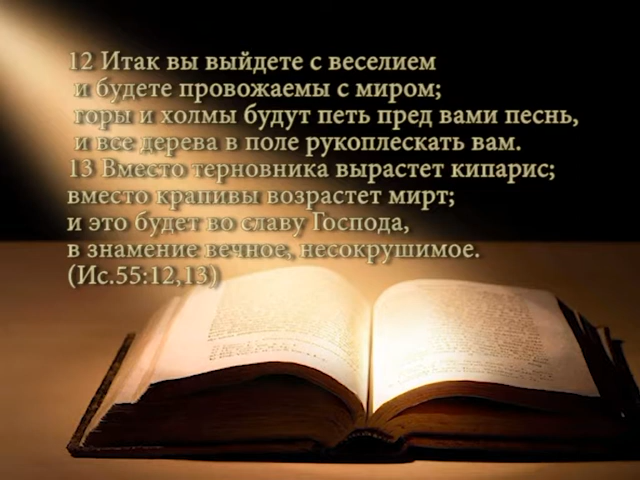 12 Итак вы выйдете с веселием
и будете провожаемы с миром;
горы и холмы будут петь пред вами песнь,
и все дерева в поле рукоплескать вам.
13 Вместо терновника вырастет кипарис;
вместо крапивы возрастет мирт;
и это будет во славу Господа,
в знамение вечное, несокрушимое.
(Ис.55:12,13)